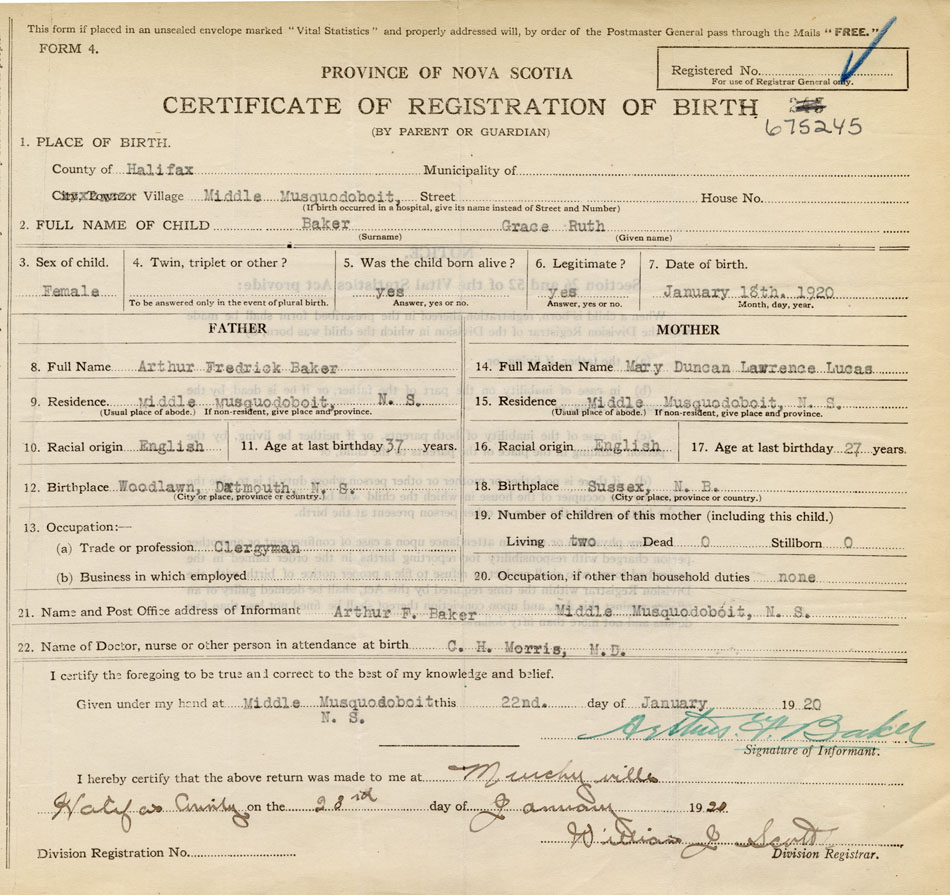 This form if placed in an unsealed envelope marked "Vital Statistics" and properly addressed will, by order of the Postmaster General pass through the Mails "FREE."
FORM 4.
Registered No.
For use of Registrar General only.
PROVINCE OF NOVA SCOTIA
CERTIFICATE OF REGISTRATION OF BIRTH
675245
(BY PARENT OR GUARDIAN)
1. PLACE OF BIRTH.
County of Halifax Municipality of
City, Town or Village Middle Musquodoboit, Street House No.
(If birth occurred in a hospital, give its name instead of Street and Number)
2. FULL NAME OF CHILD Baker Grace Ruth
(Surname) (Given name)
3. Sex of child. 4. Twin, triplet or other? 5. Was the child born alive? 6. Legitimate? 7. Date of birth.
Female yes yes January 18th. 1920
To be answered only in the event of plural birth. Answer, yes or no. Answer, yes or no. Month, day, year.
FATHER MOTHER
8. Full Name Arthur Fredrick Baker 14. Full Maiden Name Mary Duncan Lawrence Lucas
9. Residence. Middle musquodoboit, N. S. 15. Residence Middle Musquodoboit, N. S.
(Usual place of abode.) If non-resident, give place and province. (Usual place of abode.) If non-resident, give place and province.
10. Racial origin English 11. Age at last birthday 37 years. 16. Racial origin English 17. Age at last birthday 27 years.
12. Birthplace Woodlawn, Datmouth, N. S. 18. Birthplace Sussex, N. B.
(City or place, province or country.) (City or place, province or country.)
13. Occupation:— 19. Number of children of this mother (including this child.)
(a) Trade or profession Clergyman Living two Dead 0 Stillborn 0
(b) Business in which employed 20. Occupation, if other than household duties none
21. Name and Post Office address of Informant Arthur F. Baker Middle Musquodoboit, N. S.
22. Name of Doctor, nurse or other person in attendance at birth C. H. Morris, M.D.
I certify the foregoing to be true and correct to the best of my knowledge and belief.
Given under my hand at Middle Musquodoboit this 22nd. day of January 1920
N. S.
Arthur. F. Baker
Signature of Informant.
I hereby certify that the above return was made to me at Murchyville
Halifax County on the 23rd day of January 1920
William J Scott
Division Registration No. Division Registrar.